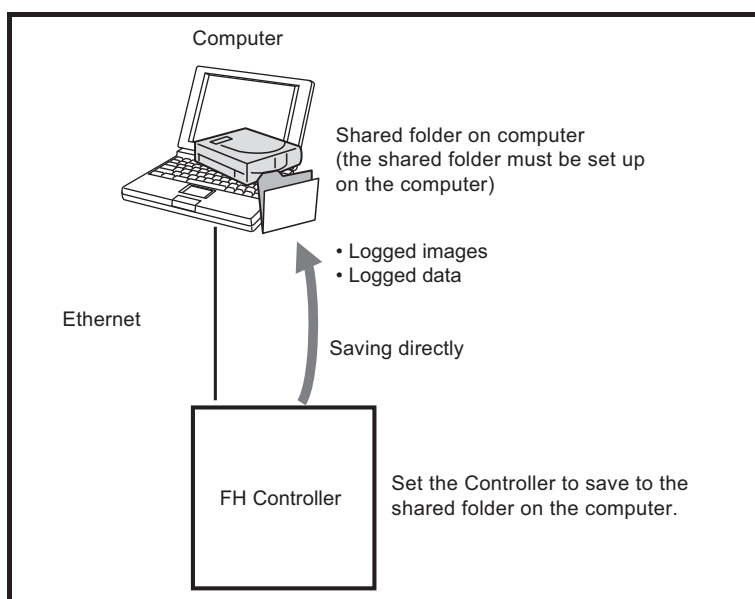 Computer
Shared folder on computer
(the shared folder must be set up
on the computer)
• Logged images
• Logged data
Ethernet
Saving directly
FH Controller
Set the Controller to save to the
shared folder on the computer.